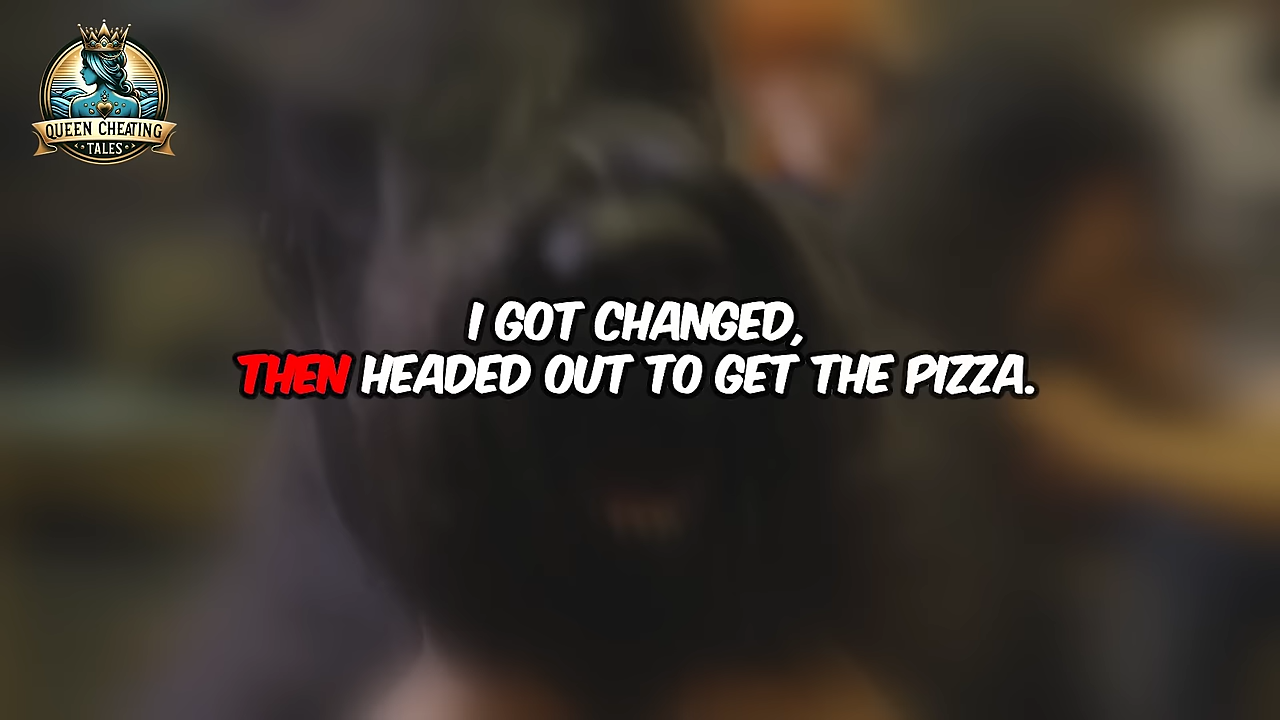 QUEEN CHEATING
TALES
I GOT CHANGED,
THEN HEADED OUT TO GET THE PIZZA.